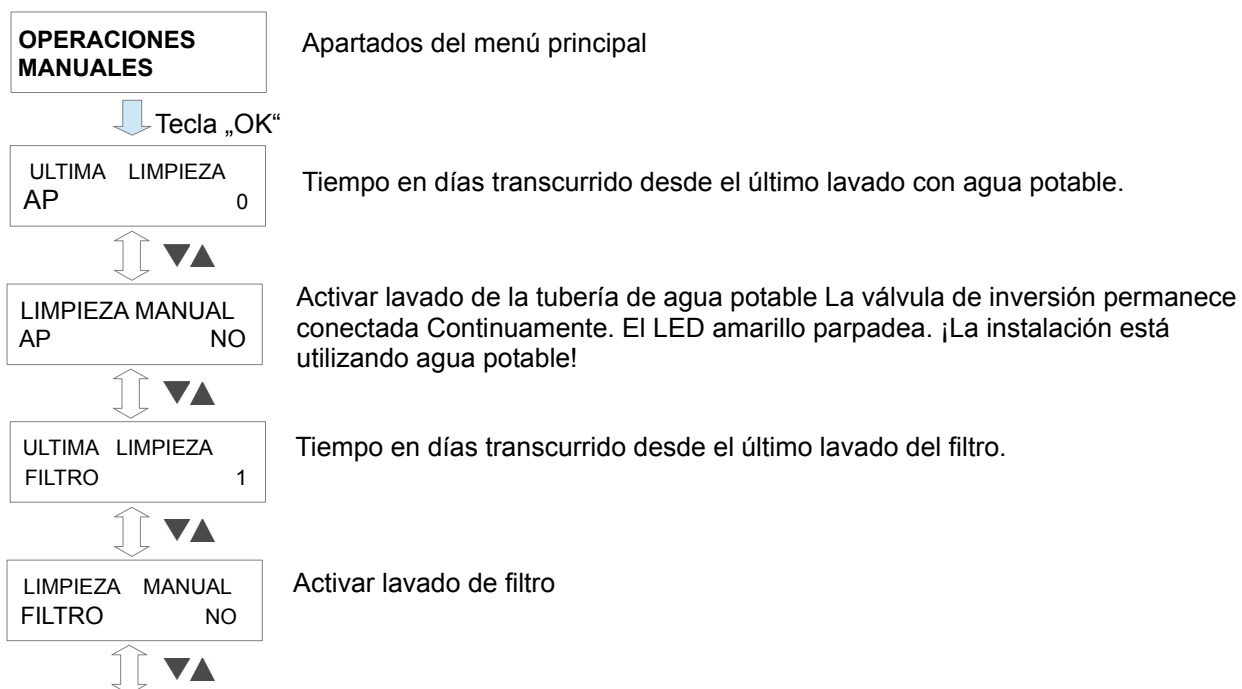 OPERACIONES
MANUALES
Apartados del menú principal
Tecla „OK“
ULTIMA LIMPIEZA
AP 0
Tiempo en días transcurrido desde el último lavado con agua potable.
LIMPIEZA MANUAL
AP NO
Activar lavado de la tubería de agua potable La válvula de inversión permanece
conectada Continuamente. El LED amarillo parpadea. ¡La instalación está
utilizando agua potable!
ULTIMA LIMPIEZA
FILTRO 1
Tiempo en días transcurrido desde el último lavado del filtro.
LIMPIEZA MANUAL
FILTRO NO
Activar lavado de filtro